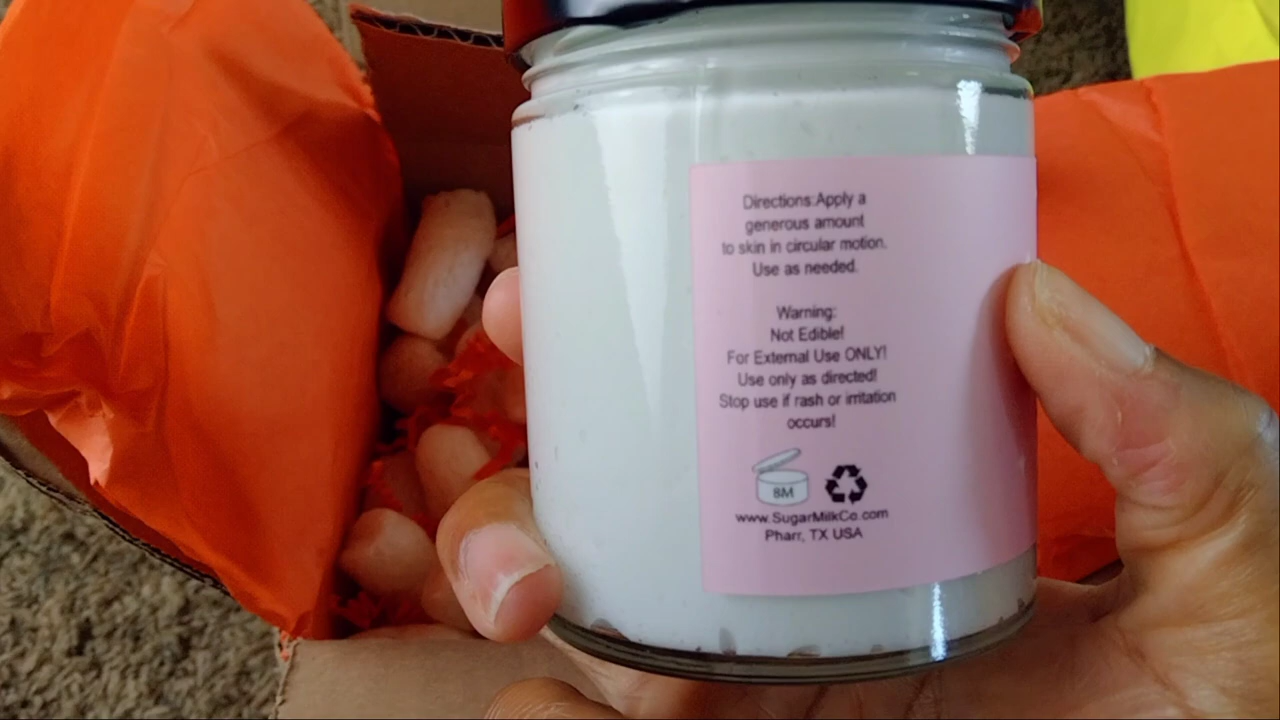 Directions:Apply a
generous amount
to skin in circular motion.
Use as needed.
Warning:
Not Edible!
For External Use ONLY!
Use only as directed!
Stop use if rash or irritation
occurs!
8M
www.SugarMilkCo.com
Pharr, TX USA